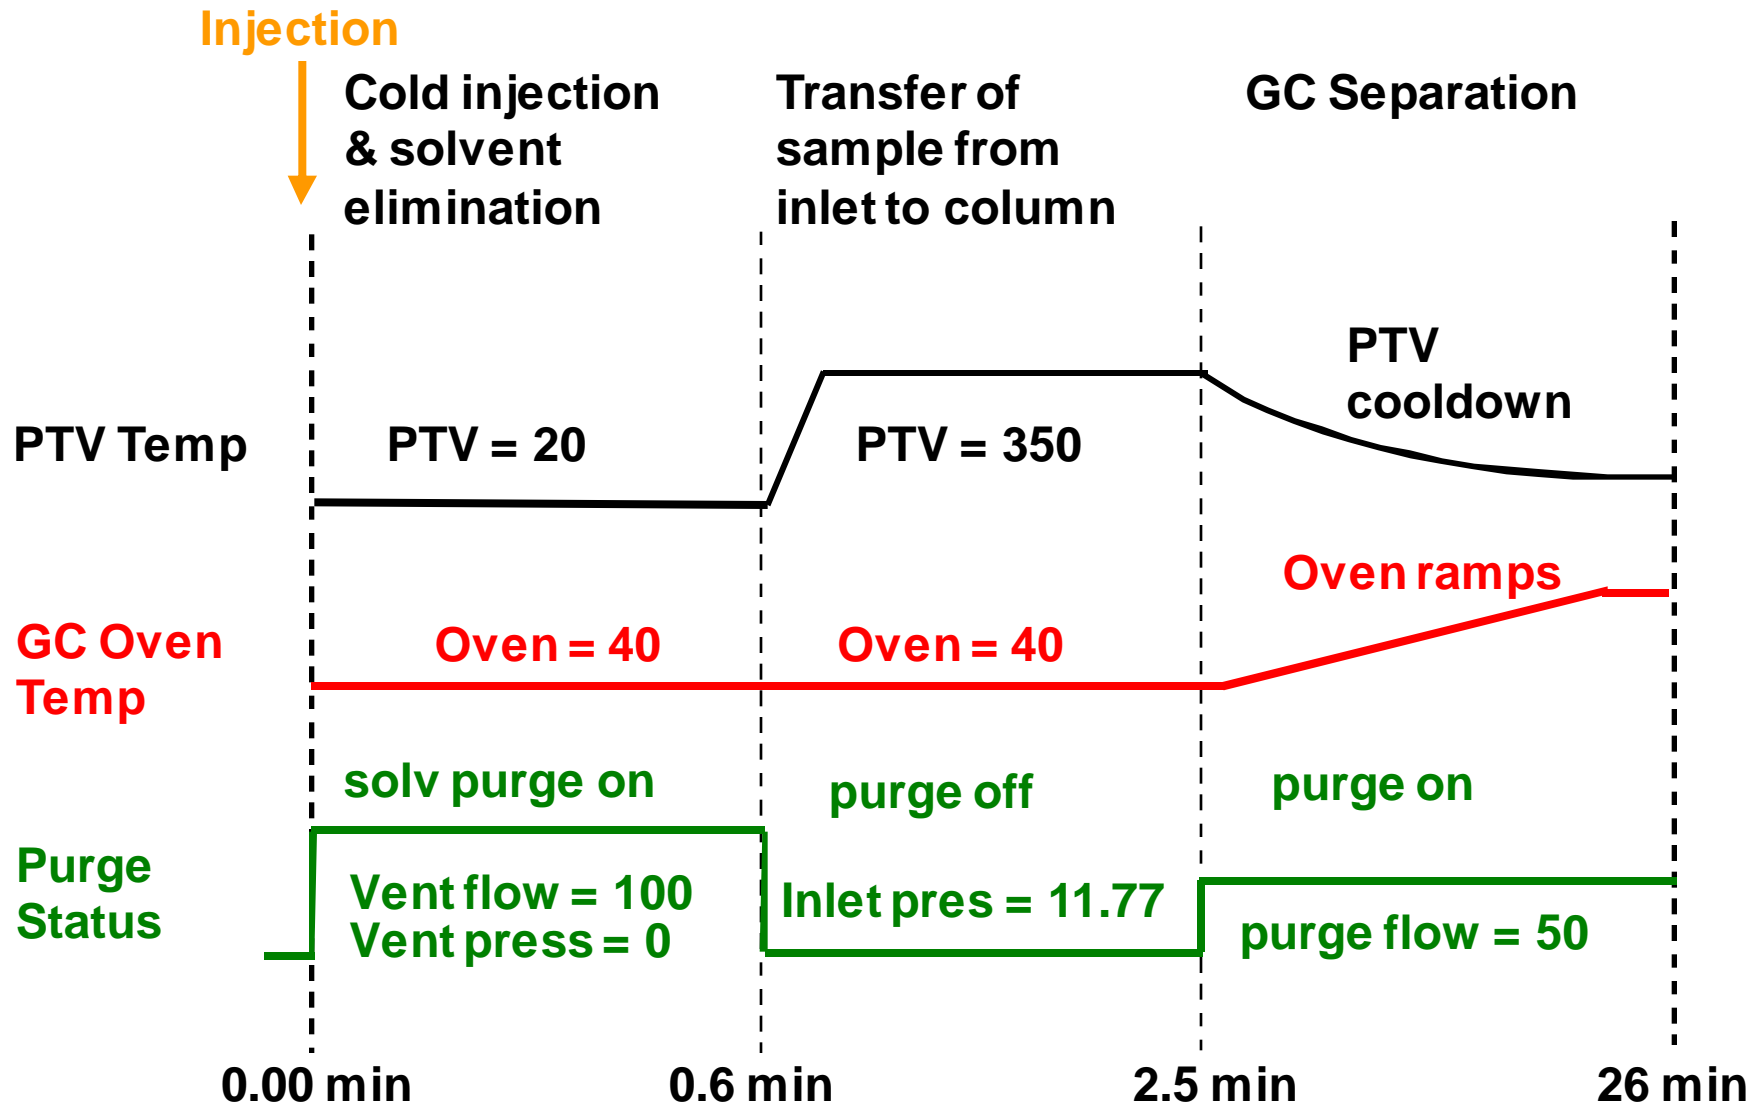 Injection
Cold injection
& solvent
elimination
Transfer of
sample from
inlet to column
GC Separation
PTV
cooldown
PTV Temp
PTV = 20
PTV = 350
Oven ramps
GC Oven
Temp
Oven = 40
Oven = 40
solv purge on
purge off
purge on
Purge
Status
Vent flow = 100
Vent press = 0
Inlet pres = 11.77
purge flow = 50
0.00 min
0.6 min
2.5 min
26 min